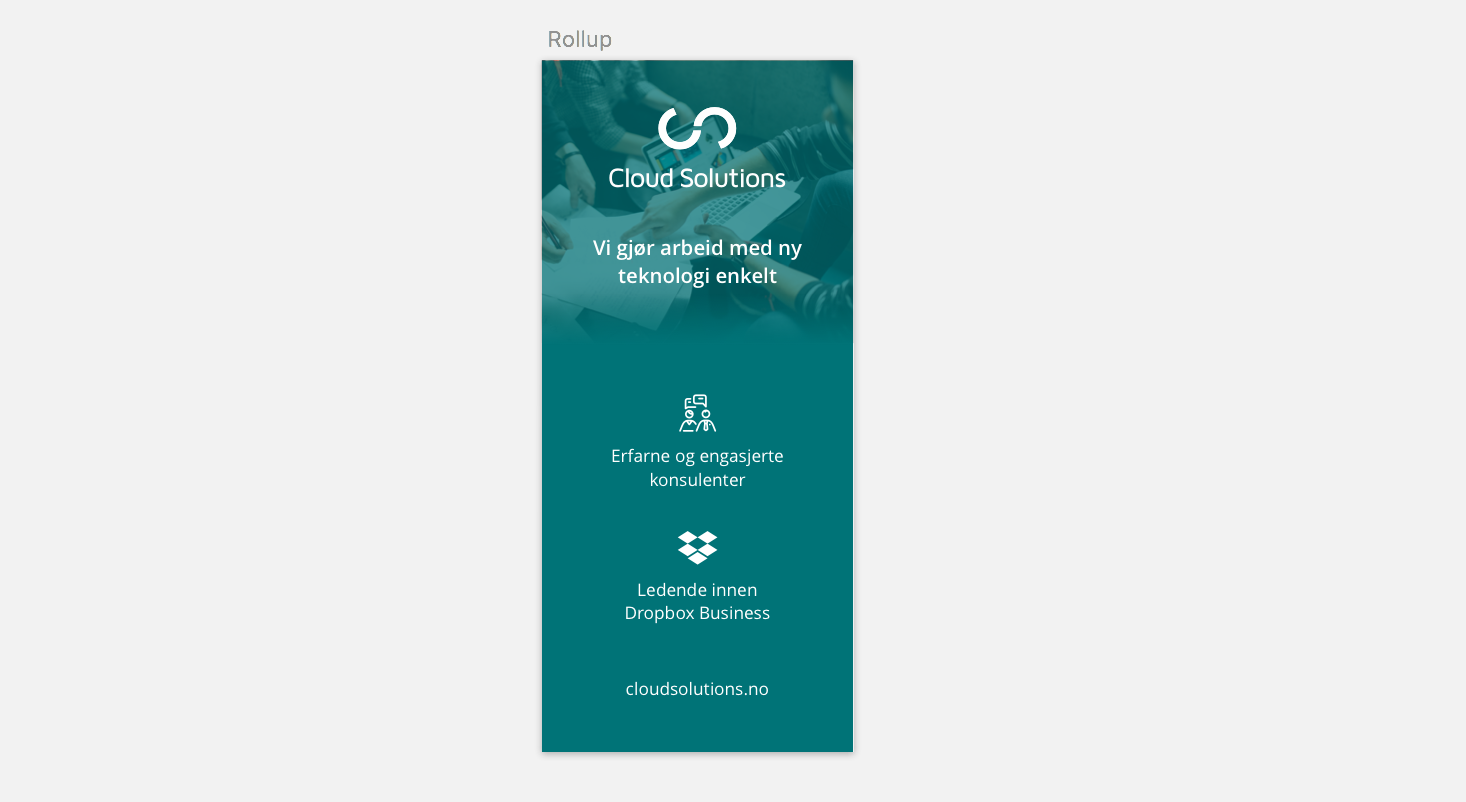 Rollup
Cloud Solutions
Vi gjør arbeid med ny
teknologi enkelt
Erfarne og engasjerte
konsulenter
Ledende innen
Dropbox Business
cloudsolutions.no